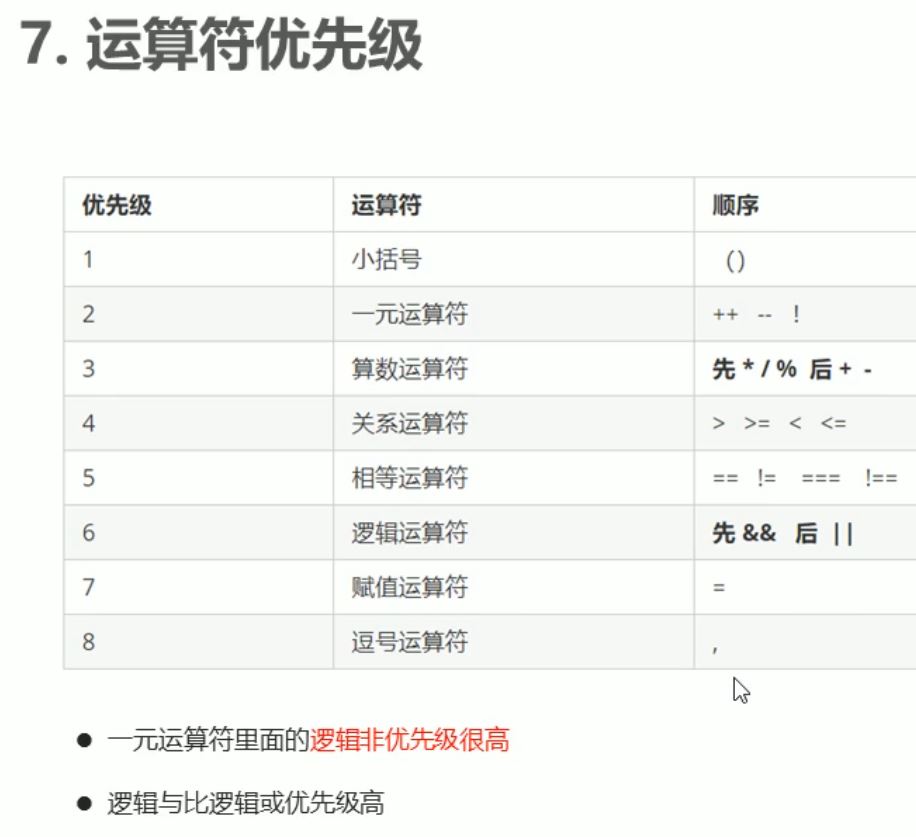 7. 运算符优先级
优先级 运算符 顺序
1 小括号 ()
2 一元运算符 ++ -- !
3 算数运算符 先 * / % 后 + -
4 关系运算符 > >= < <=
5 相等运算符 == != === !==
6 逻辑运算符 先 && 后 ||
7 赋值运算符 =
8 逗号运算符 ,
● 一元运算符里面的逻辑非优先级很高
● 逻辑与比逻辑或优先级高